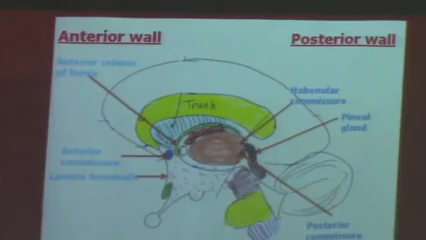 Anterior wall
Posterior wall
Anterior column
of fornix
Trunk
Habenular
commissure
Pineal
gland
Anterior
commissure
Lamina terminalis
Posterior
commissure